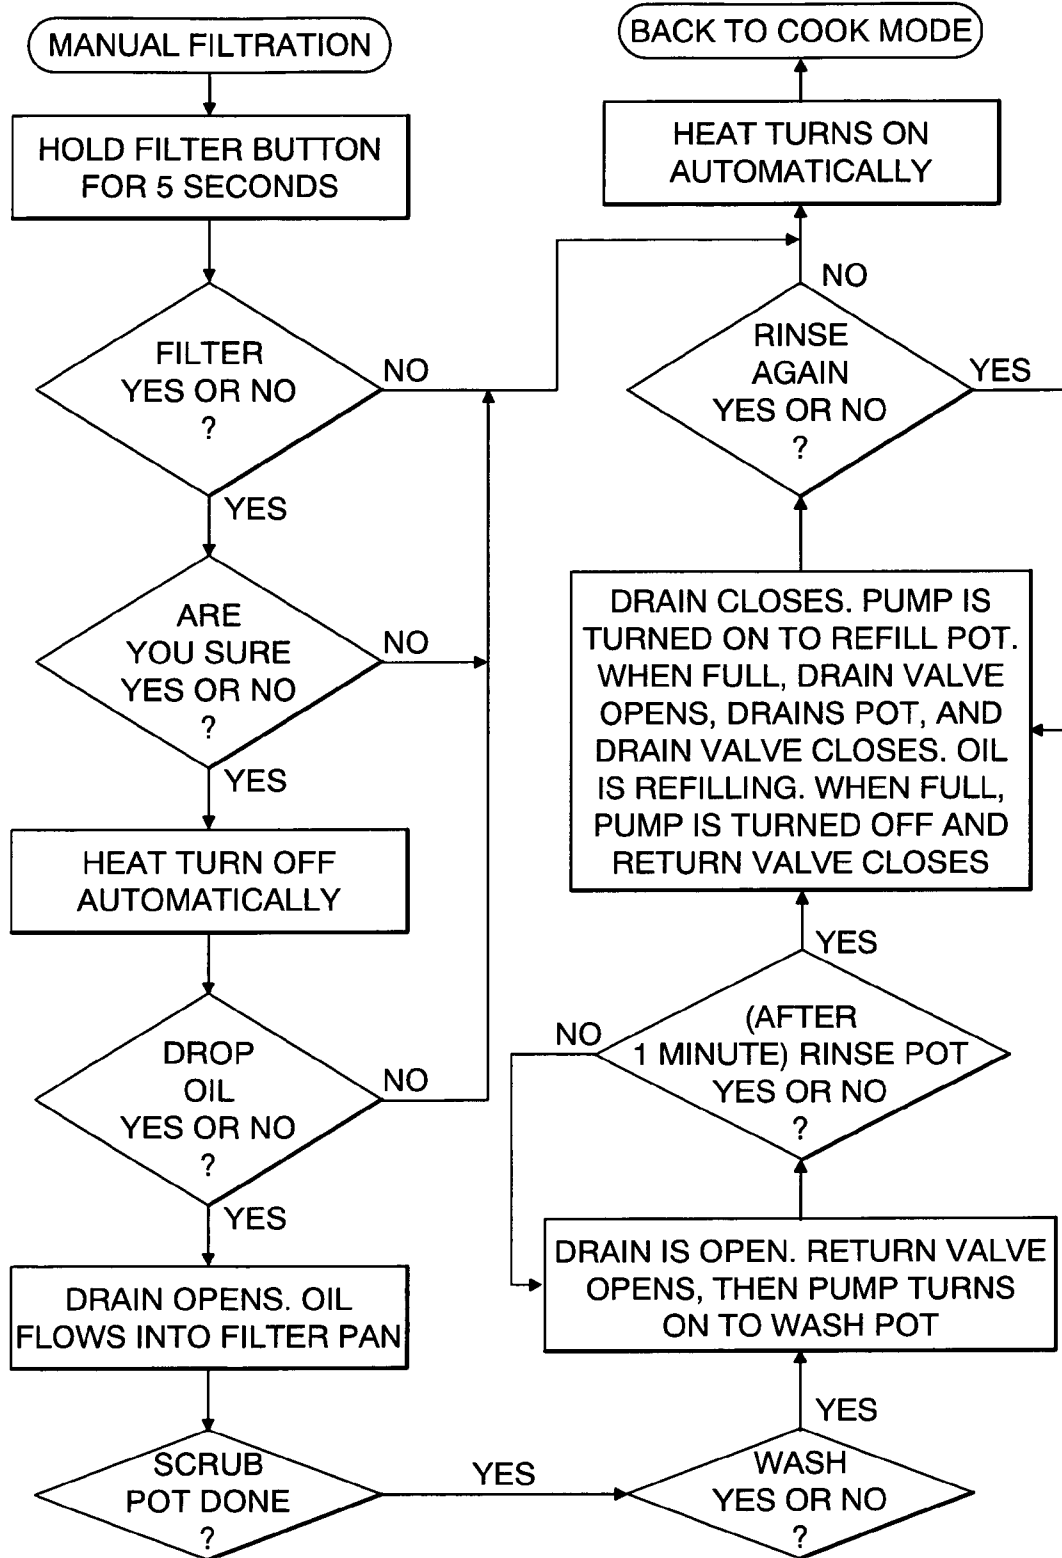 MANUAL FILTRATION
HOLD FILTER BUTTON
FOR 5 SECONDS
FILTER
YES OR NO
?
NO
YES
ARE
YOU SURE
YES OR NO
?
NO
YES
HEAT TURN OFF
AUTOMATICALLY
DROP
OIL
YES OR NO
?
NO
YES
DRAIN OPENS. OIL
FLOWS INTO FILTER PAN
SCRUB
POT DONE
?
YES
WASH
YES OR NO
?
YES
DRAIN IS OPEN. RETURN VALVE
OPENS, THEN PUMP TURNS
ON TO WASH POT
(AFTER
1 MINUTE) RINSE POT
YES OR NO
?
NO
YES
DRAIN CLOSES. PUMP IS
TURNED ON TO REFILL POT.
WHEN FULL, DRAIN VALVE
OPENS, DRAINS POT, AND
DRAIN VALVE CLOSES. OIL
IS REFILLING. WHEN FULL,
PUMP IS TURNED OFF AND
RETURN VALVE CLOSES
RINSE
AGAIN
YES OR NO
?
YES
NO
HEAT TURNS ON
AUTOMATICALLY
BACK TO COOK MODE